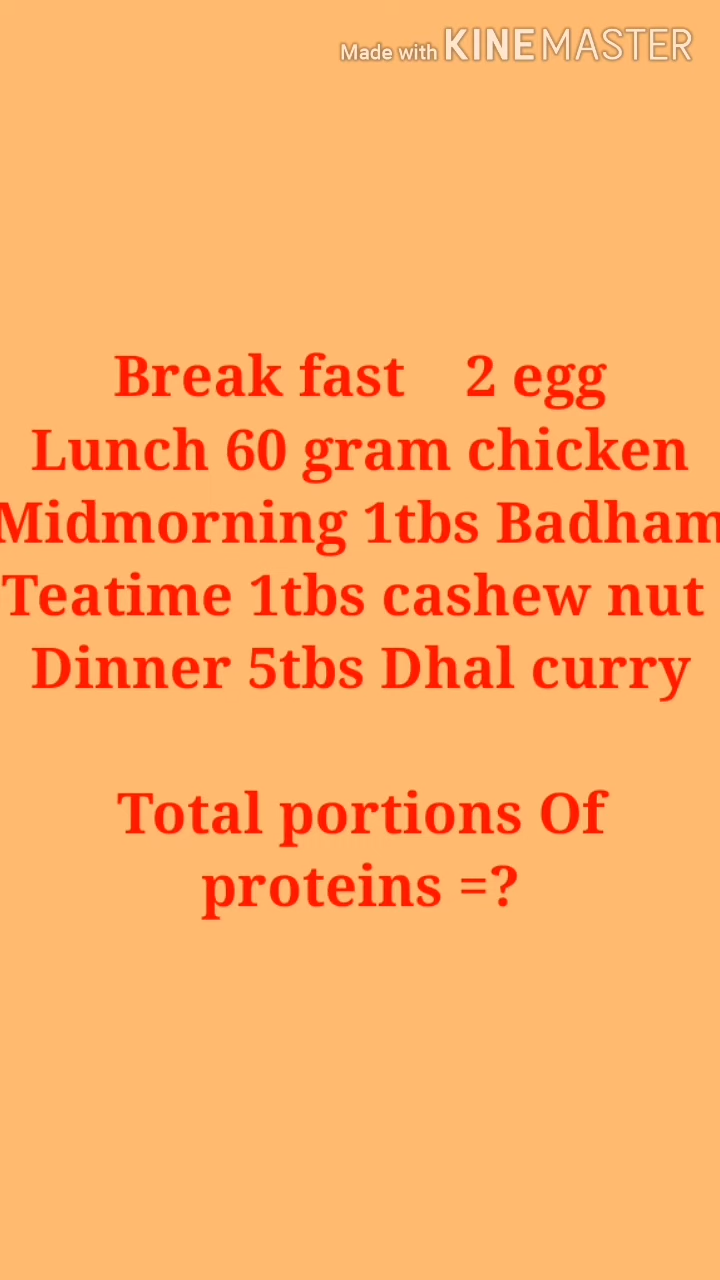 Made with KINEMASTER
Break fast 2 egg
Lunch 60 gram chicken
Midmorning 1tbs Badham
Teatime 1tbs cashew nut
Dinner 5tbs Dhal curry
Total portions Of
proteins =?